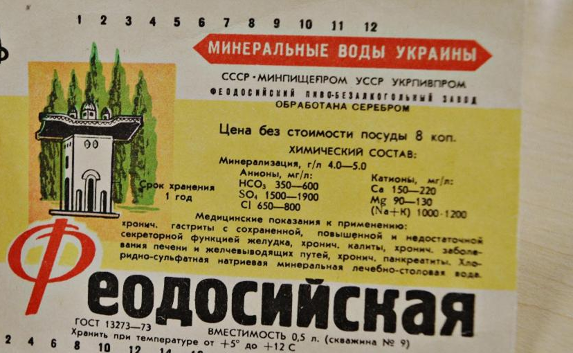 1 2 3 4 5 6 7 8 9 10 11 12
МИНЕРАЛЬНЫЕ ВОДЫ УКРАИНЫ
СССР·МИНПИЩЕПРОМ УССР УКРПИВПРОМ
ФЕОДОСИЙСКИЙ ПИВО-БЕЗАЛКОГОЛЬНЫЙ ЗАВОД
ОБРАБОТАНА СЕРЕБРОМ
Цена без стоимости посуды 8 коп.
ХИМИЧЕСКИЙ СОСТАВ:
Минерализация, г/л 4.0—5.0
Анионы, мг/л: Катионы, мг/л:
HCO₃ 350—600 Ca 150—220
SO₄ 1500—1900 Mg 90—130
Cl 650—800 (Na+K) 1000-1200
Срок хранения
1 год
Медицинские показания к применению:
хронич. гастриты с сохраненной, повышенной и недостаточной
секреторной функцией желудка, хронич. калиты, хронич. заболе-
вания печени и желчевыводящих путей, хронич. панкреатиты. Хло-
ридно-сульфатная натриевая минеральная лечебно-столовая вода.
Феодосийская
ГОСТ 13273—73 ВМЕСТИМОСТЬ 0,5 л. (скважина № 9)
Хранить при температуре от +5° до +12 С
2 4 6 8 10 12 14